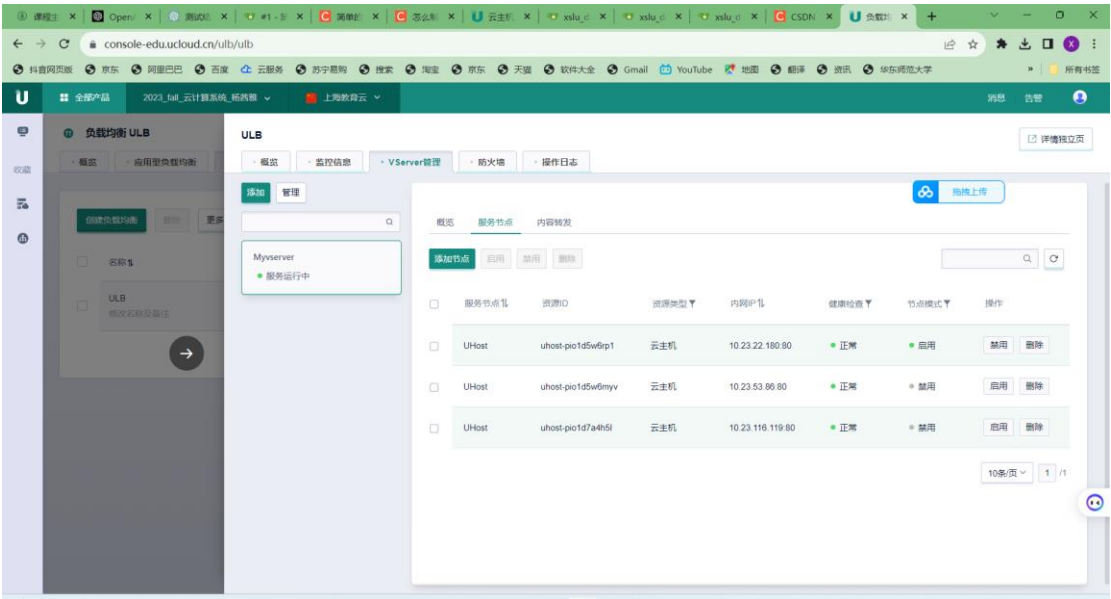 课程主 Open 测试 #1 - 简单的 怎么制 云主机 xslu_d xslu_d xslu_d CSDN 负载均
console-edu.ucloud.cn/ulb/ulb
抖音网页版 京东 阿里巴巴 百度 云服务 苏宁易购 搜索 淘宝 京东 天猫 软件大全 Gmail YouTube 地图 翻译 资讯 华东师范大学 » 所有书签
全部产品 2023_fall_云计算系统_杨茜雅 上海教育云 消息 告警
收藏
负载均衡 ULB
概览 应用型负载均衡
创建负载均衡 删除 更多
名称
ULB
修改名称及备注
ULB
详情独立页
概览 监控信息 VServer管理 防火墙 操作日志
添加 管理
Myvserver
服务运行中
拖拽上传
概览 服务节点 内容转发
添加节点 启用 禁用 删除
服务节点 资源ID 资源类型 内网IP 健康检查 节点模式 操作
UHost uhost-pio1d5w6rp1 云主机 10.23.22.180:80 正常 启用 禁用 删除
UHost uhost-pio1d5w6myv 云主机 10.23.53.86:80 正常 禁用 启用 删除
UHost uhost-pio1d7a4h5l 云主机 10.23.116.119:80 正常 禁用 启用 删除
10条/页 1 /1